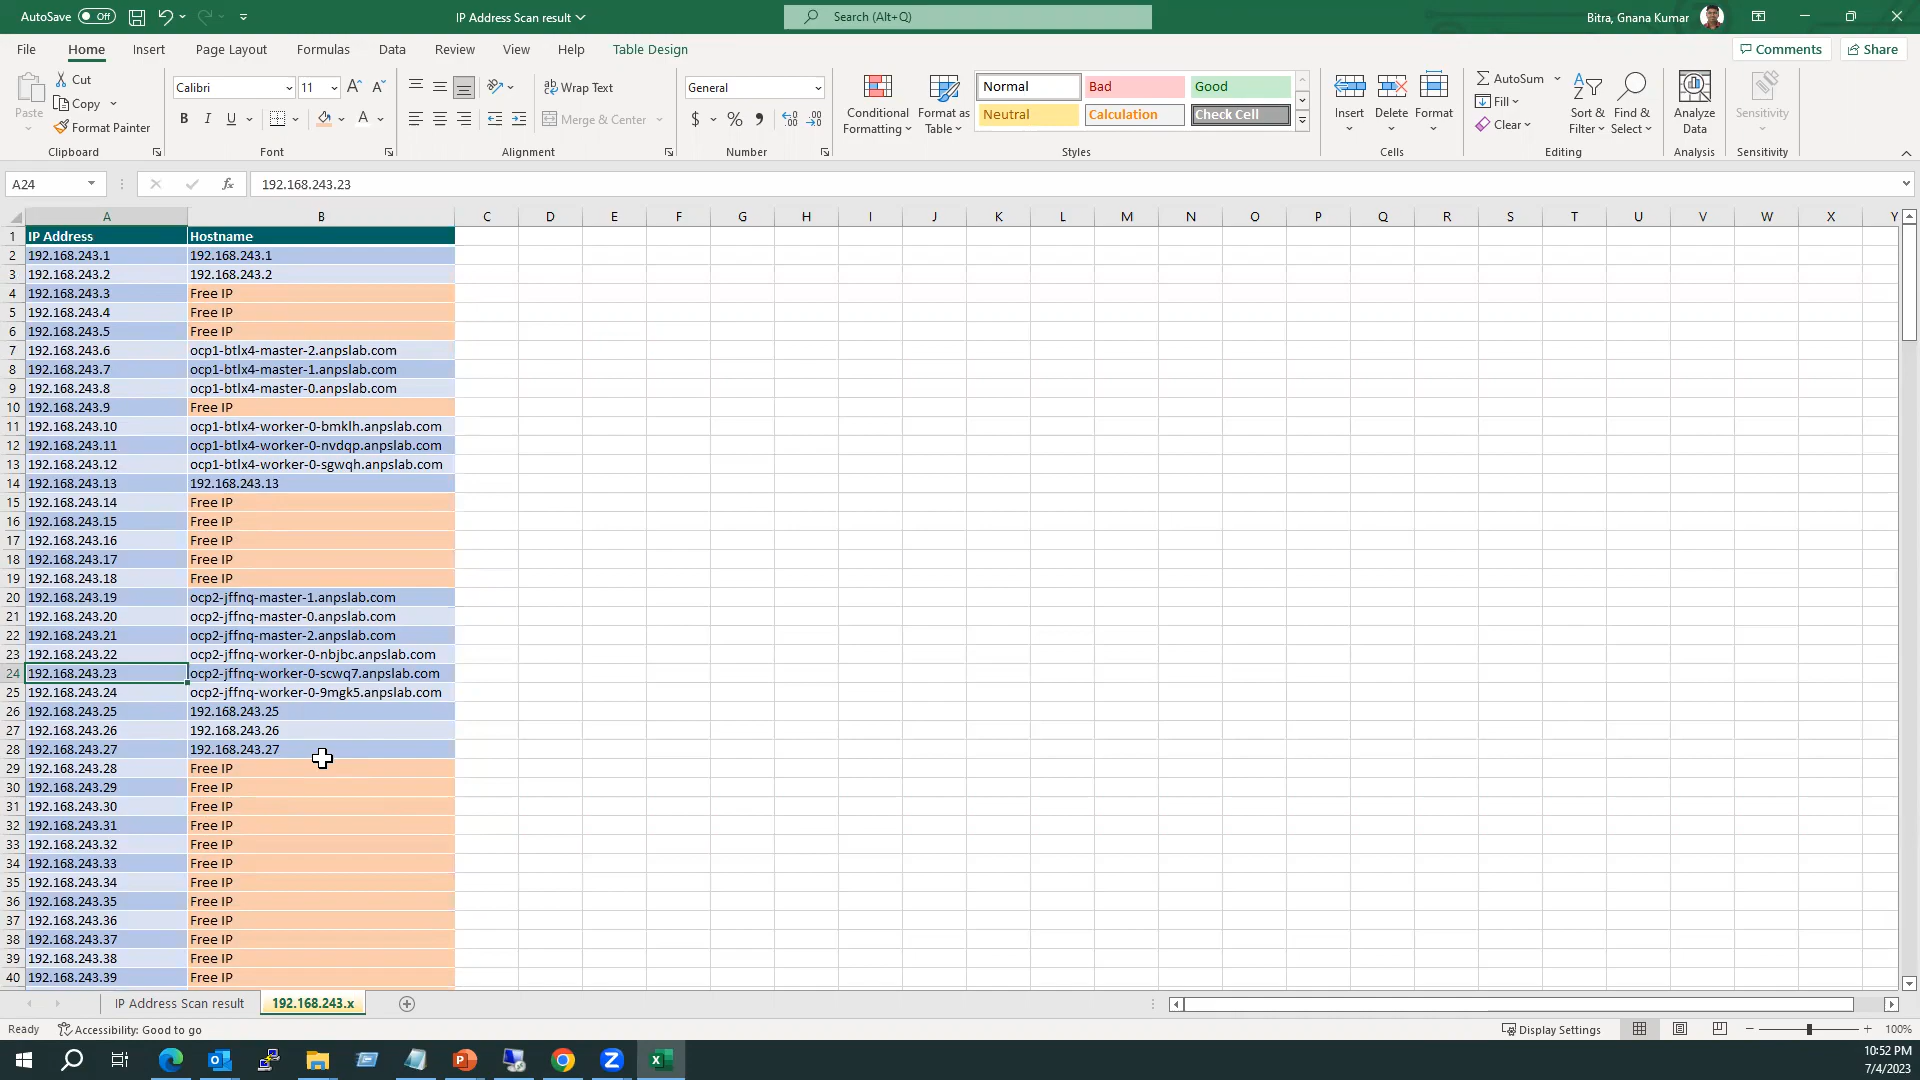 AutoSave Off IP Address Scan result Search (Alt+Q) Bitra, Gnana Kumar
File Home Insert Page Layout Formulas Data Review View Help Table Design Comments Share
Paste Cut Copy Format Painter
Clipboard
Calibri 11
B I U A
Font
Wrap Text
Merge & Center
Alignment
General
$ % 9
Number
Conditional Formatting
Format as Table
Normal Bad Good
Neutral Calculation Check Cell
Styles
Insert Delete Format
Cells
AutoSum
Fill
Clear
Sort & Filter
Find & Select
Editing
Analyze Data
Analysis
Sensitivity
Sensitivity
A24 fx 192.168.243.23
A B C D E F G H I J K L M N O P Q R S T U V W X Y
1 IP Address Hostname
2 192.168.243.1 192.168.243.1
3 192.168.243.2 192.168.243.2
4 192.168.243.3 Free IP
5 192.168.243.4 Free IP
6 192.168.243.5 Free IP
7 192.168.243.6 ocp1-btlx4-master-2.anpslab.com
8 192.168.243.7 ocp1-btlx4-master-1.anpslab.com
9 192.168.243.8 ocp1-btlx4-master-0.anpslab.com
10 192.168.243.9 Free IP
11 192.168.243.10 ocp1-btlx4-worker-0-bmklh.anpslab.com
12 192.168.243.11 ocp1-btlx4-worker-0-nvdqp.anpslab.com
13 192.168.243.12 ocp1-btlx4-worker-0-sgwqh.anpslab.com
14 192.168.243.13 192.168.243.13
15 192.168.243.14 Free IP
16 192.168.243.15 Free IP
17 192.168.243.16 Free IP
18 192.168.243.17 Free IP
19 192.168.243.18 Free IP
20 192.168.243.19 ocp2-jffnq-master-1.anpslab.com
21 192.168.243.20 ocp2-jffnq-master-0.anpslab.com
22 192.168.243.21 ocp2-jffnq-master-2.anpslab.com
23 192.168.243.22 ocp2-jffnq-worker-0-nbjbc.anpslab.com
24 192.168.243.23 ocp2-jffnq-worker-0-scwq7.anpslab.com
25 192.168.243.24 ocp2-jffnq-worker-0-9mgk5.anpslab.com
26 192.168.243.25 192.168.243.25
27 192.168.243.26 192.168.243.26
28 192.168.243.27 192.168.243.27
29 192.168.243.28 Free IP
30 192.168.243.29 Free IP
31 192.168.243.30 Free IP
32 192.168.243.31 Free IP
33 192.168.243.32 Free IP
34 192.168.243.33 Free IP
35 192.168.243.34 Free IP
36 192.168.243.35 Free IP
37 192.168.243.36 Free IP
38 192.168.243.37 Free IP
39 192.168.243.38 Free IP
40 192.168.243.39 Free IP
IP Address Scan result 192.168.243.x
Ready Accessibility: Good to go Display Settings 100%
10:52 PM
7/4/2023